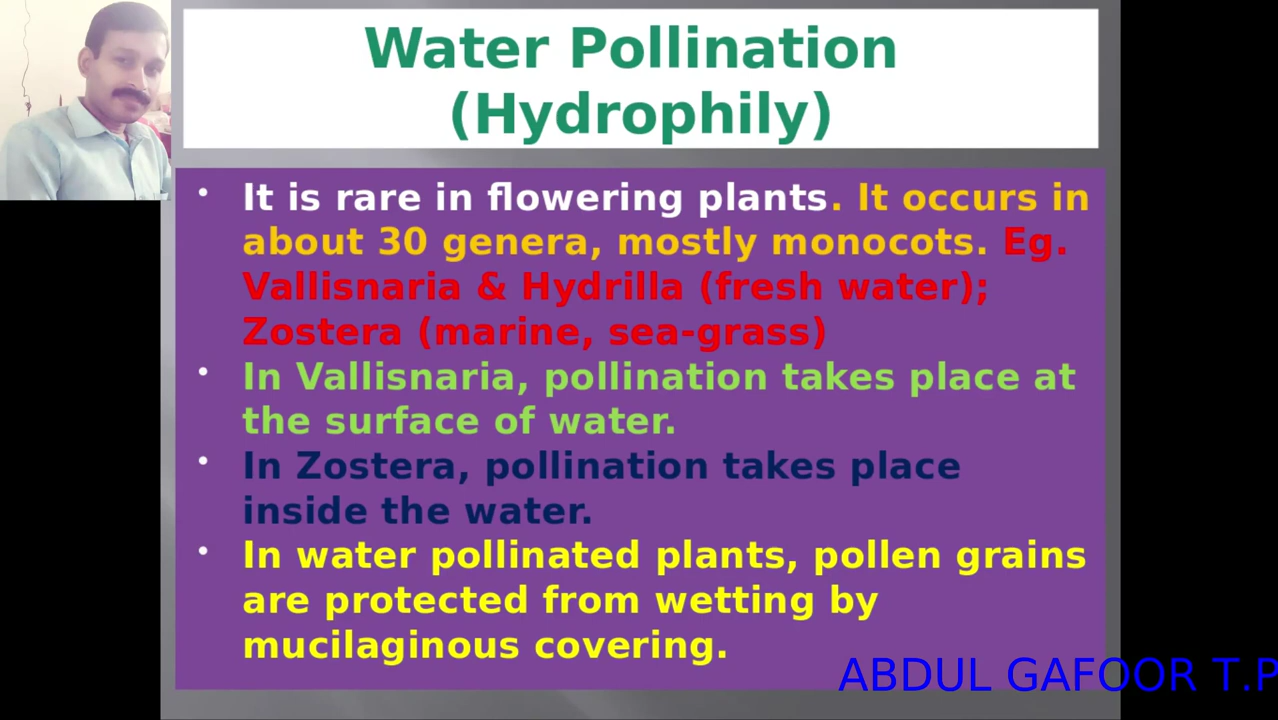 Water Pollination
(Hydrophily)
• It is rare in flowering plants. It occurs in
about 30 genera, mostly monocots. Eg.
Vallisnaria & Hydrilla (fresh water);
Zostera (marine, sea-grass)
• In Vallisnaria, pollination takes place at
the surface of water.
• In Zostera, pollination takes place
inside the water.
• In water pollinated plants, pollen grains
are protected from wetting by
mucilaginous covering.
ABDUL GAFOOR T.P